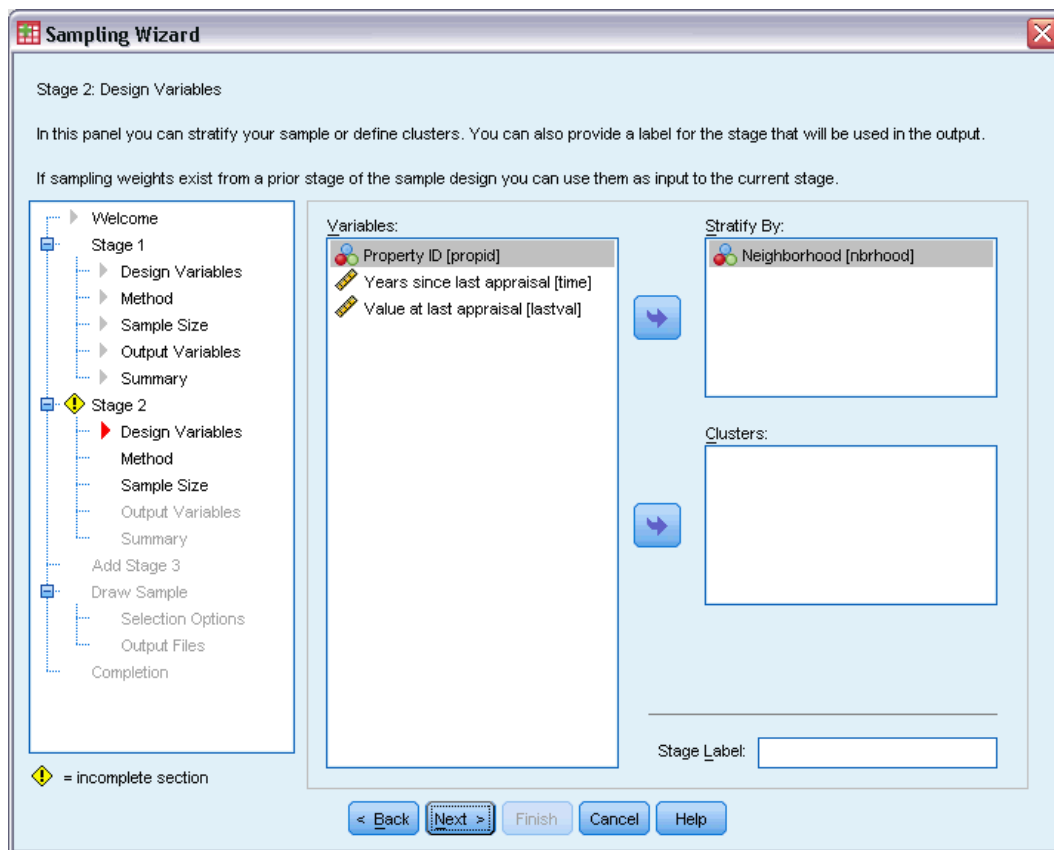 Sampling Wizard
Stage 2: Design Variables
In this panel you can stratify your sample or define clusters. You can also provide a label for the stage that will be used in the output.
If sampling weights exist from a prior stage of the sample design you can use them as input to the current stage.
Welcome
Stage 1
Design Variables
Method
Sample Size
Output Variables
Summary
Stage 2
Design Variables
Method
Sample Size
Output Variables
Summary
Add Stage 3
Draw Sample
Selection Options
Output Files
Completion
! = incomplete section
Variables:
Property ID [propid]
Years since last appraisal [time]
Value at last appraisal [lastval]
Stratify By:
Neighborhood [nbrhood]
Clusters:
Stage Label:
< Back
Next >
Finish
Cancel
Help